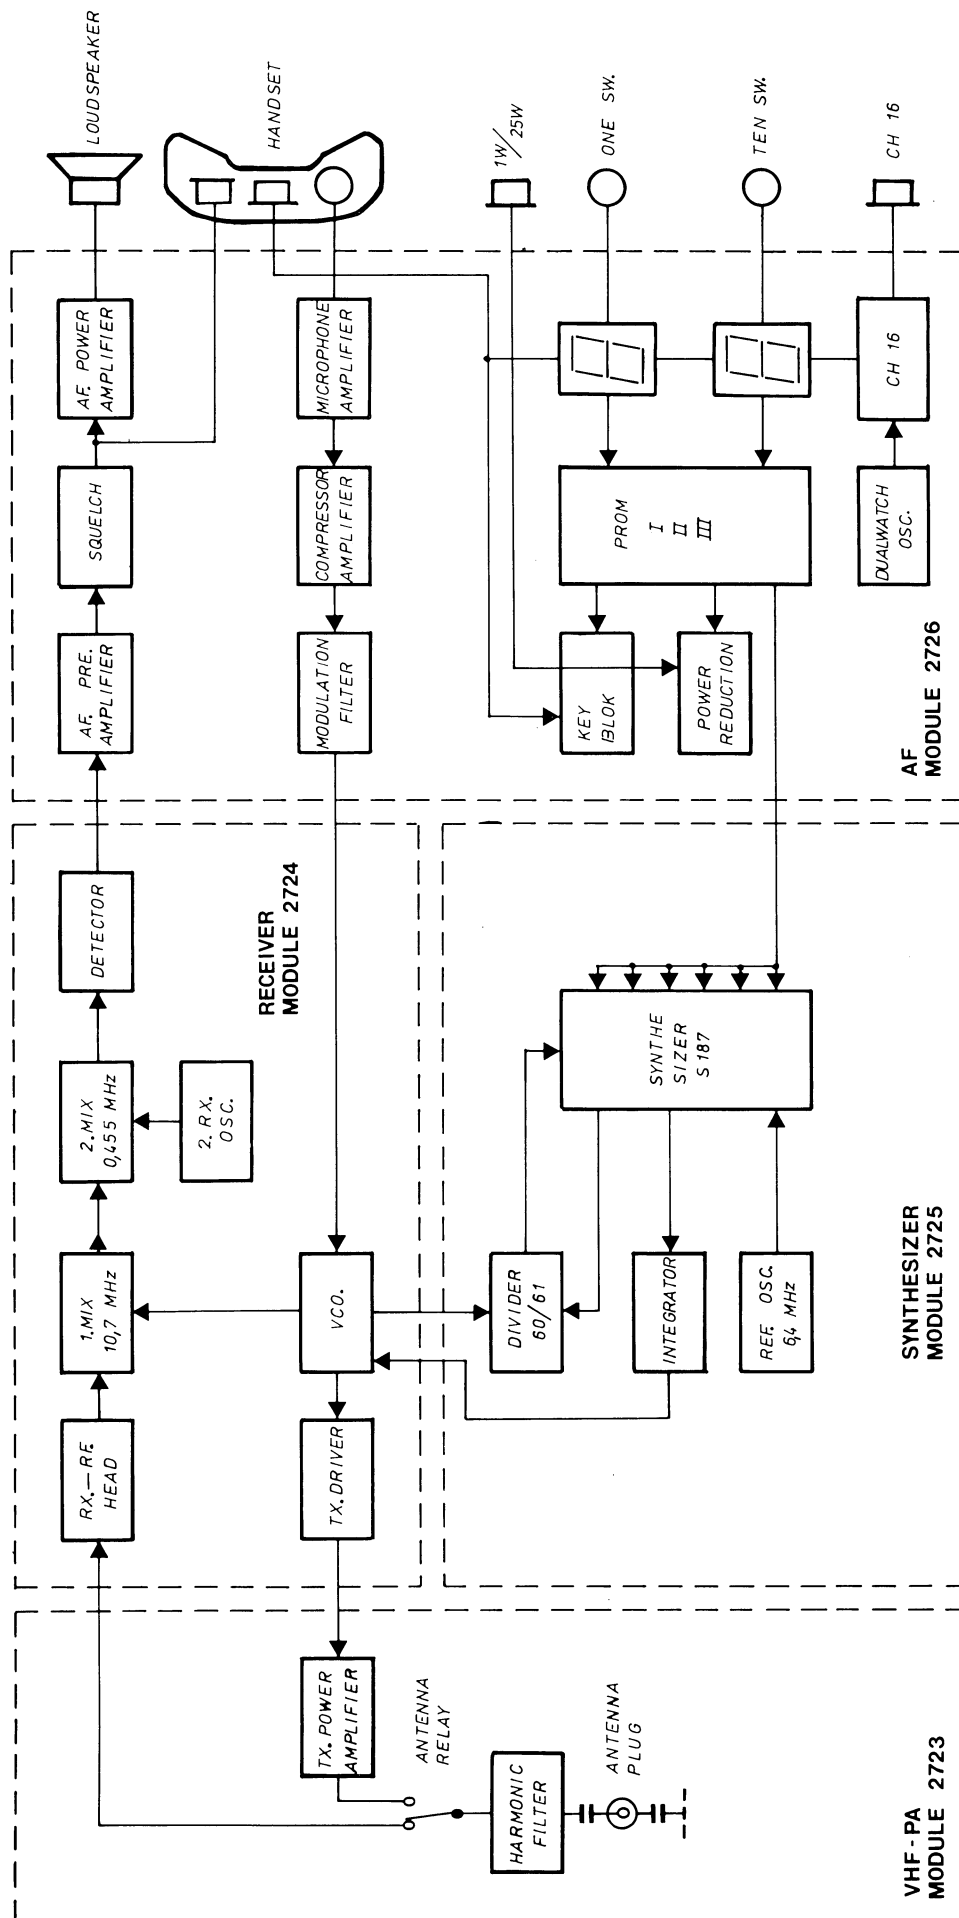 LOUDSPEAKER
HANDSET
1W/25W
ONE SW.
TEN SW.
CH 16
AF. POWER
AMPLIFIER
SQUELCH
AF. PRE.
AMPLIFIER
MICROPHONE
AMPLIFIER
COMPRESSOR
AMPLIFIER
MODULATION
FILTER
PROM
I
II
III
KEY
BLOK
POWER
REDUCTION
CH 16
DUALWATCH
OSC.
AF
MODULE 2726
DETECTOR
2.MIX
0,455 MHz
2. RX.
OSC.
1.MIX
10,7 MHz
RX.—RF.
HEAD
VCO.
TX.DRIVER
RECEIVER
MODULE 2724
SYNTHE
SIZER
S187
DIVIDER
60/61
INTEGRATOR
REF. OSC.
6,4 MHz
SYNTHESIZER
MODULE 2725
TX.POWER
AMPLIFIER
ANTENNA
RELAY
HARMONIC
FILTER
ANTENNA
PLUG
VHF-PA
MODULE 2723